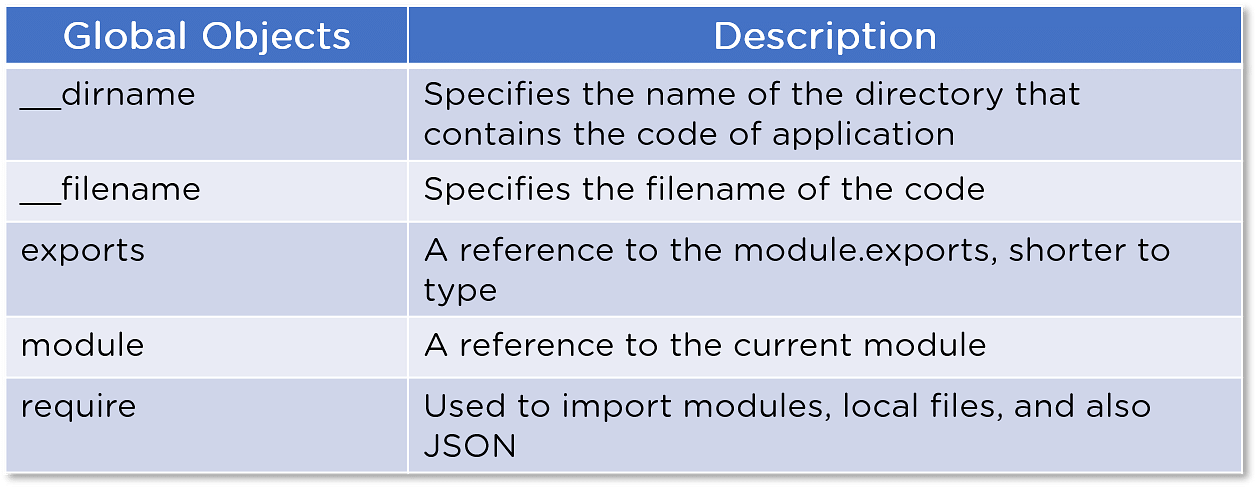 Global Objects
Description
__dirname
Specifies the name of the directory that
contains the code of application
__filename
Specifies the filename of the code
exports
A reference to the module.exports, shorter to
type
module
A reference to the current module
require
Used to import modules, local files, and also
JSON